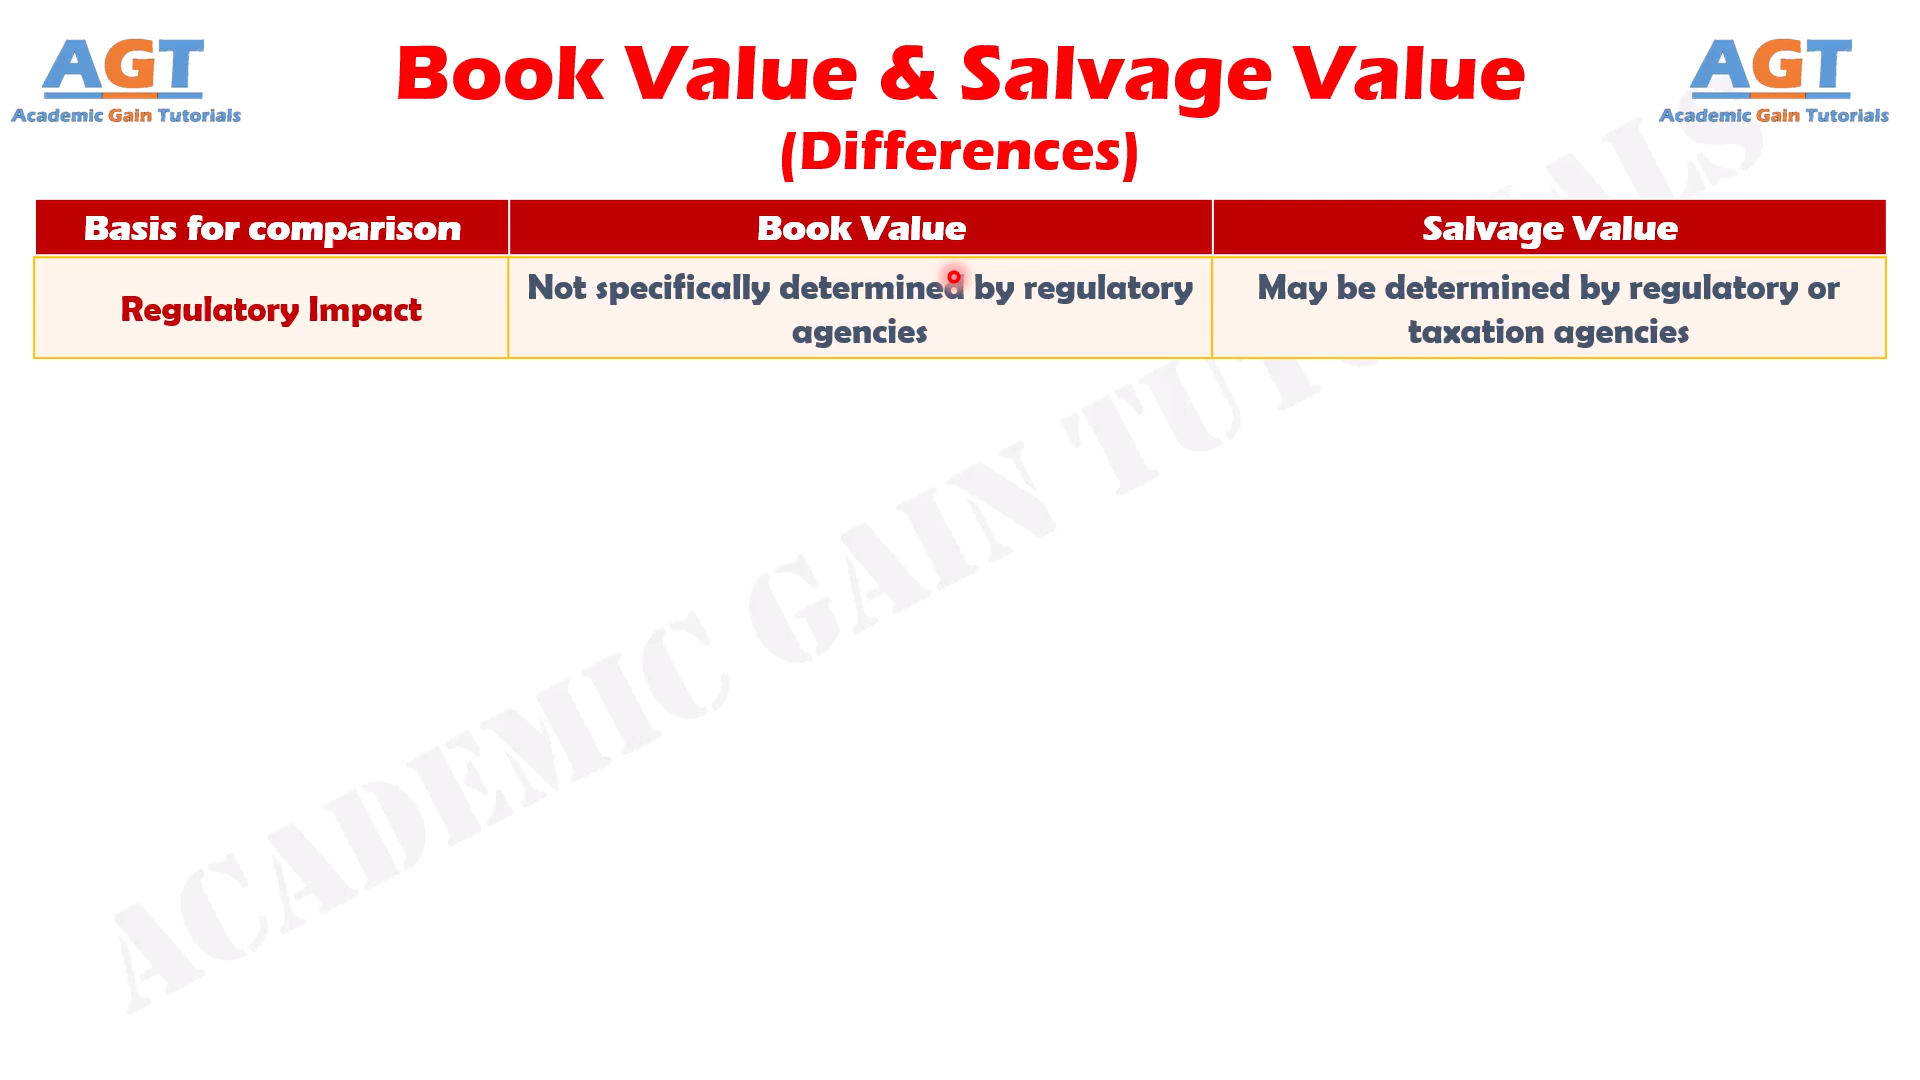 AGT
Academic Gain Tutorials
Book Value & Salvage Value
(Differences)
AGT
Academic Gain Tutorials
Basis for comparison
Book Value
Salvage Value
Regulatory Impact
Not specifically determined by regulatory
agencies
May be determined by regulatory or
taxation agencies
ACADEMIC GAIN TUTORIALS